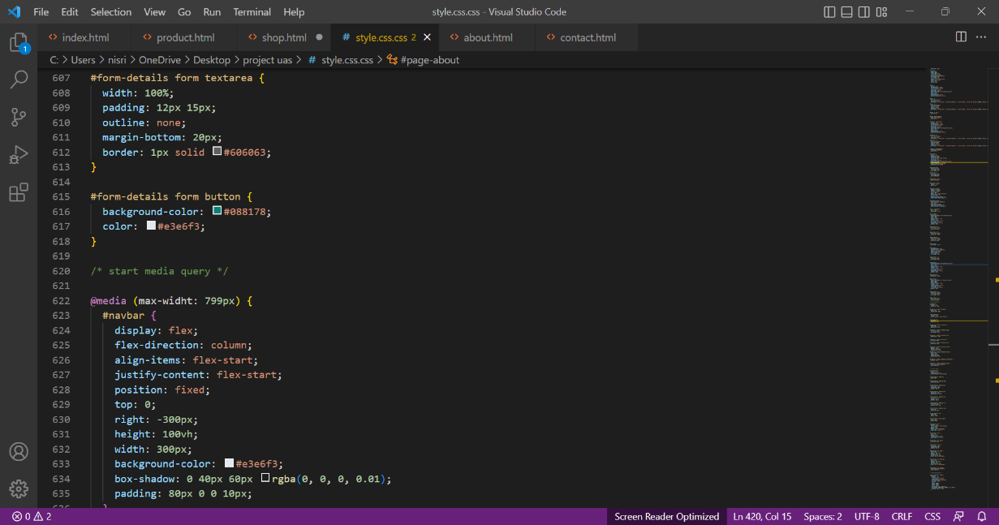 File Edit Selection View Go Run Terminal Help style.css.css - Visual Studio Code
index.html product.html shop.html style.css.css 2 about.html contact.html
1
C: > Users > nisri > OneDrive > Desktop > project uas > # style.css.css > #page-about
607 #form-details form textarea {
608 width: 100%;
609 padding: 12px 15px;
610 outline: none;
611 margin-bottom: 20px;
612 border: 1px solid #606063;
613 }
614
615 #form-details form button {
616 background-color: #088178;
617 color: #e3e6f3;
618 }
619
620 /* start media query */
621
622 @media (max-widht: 799px) {
623 #navbar {
624 display: flex;
625 flex-direction: column;
626 align-items: flex-start;
627 justify-content: flex-start;
628 position: fixed;
629 top: 0;
630 right: -300px;
631 height: 100vh;
632 width: 300px;
633 background-color: #e3e6f3;
634 box-shadow: 0 40px 60px rgba(0, 0, 0, 0.01);
635 padding: 80px 0 0 10px;
636 }
0 2 Screen Reader Optimized Ln 420, Col 15 Spaces: 2 UTF-8 CRLF CSS